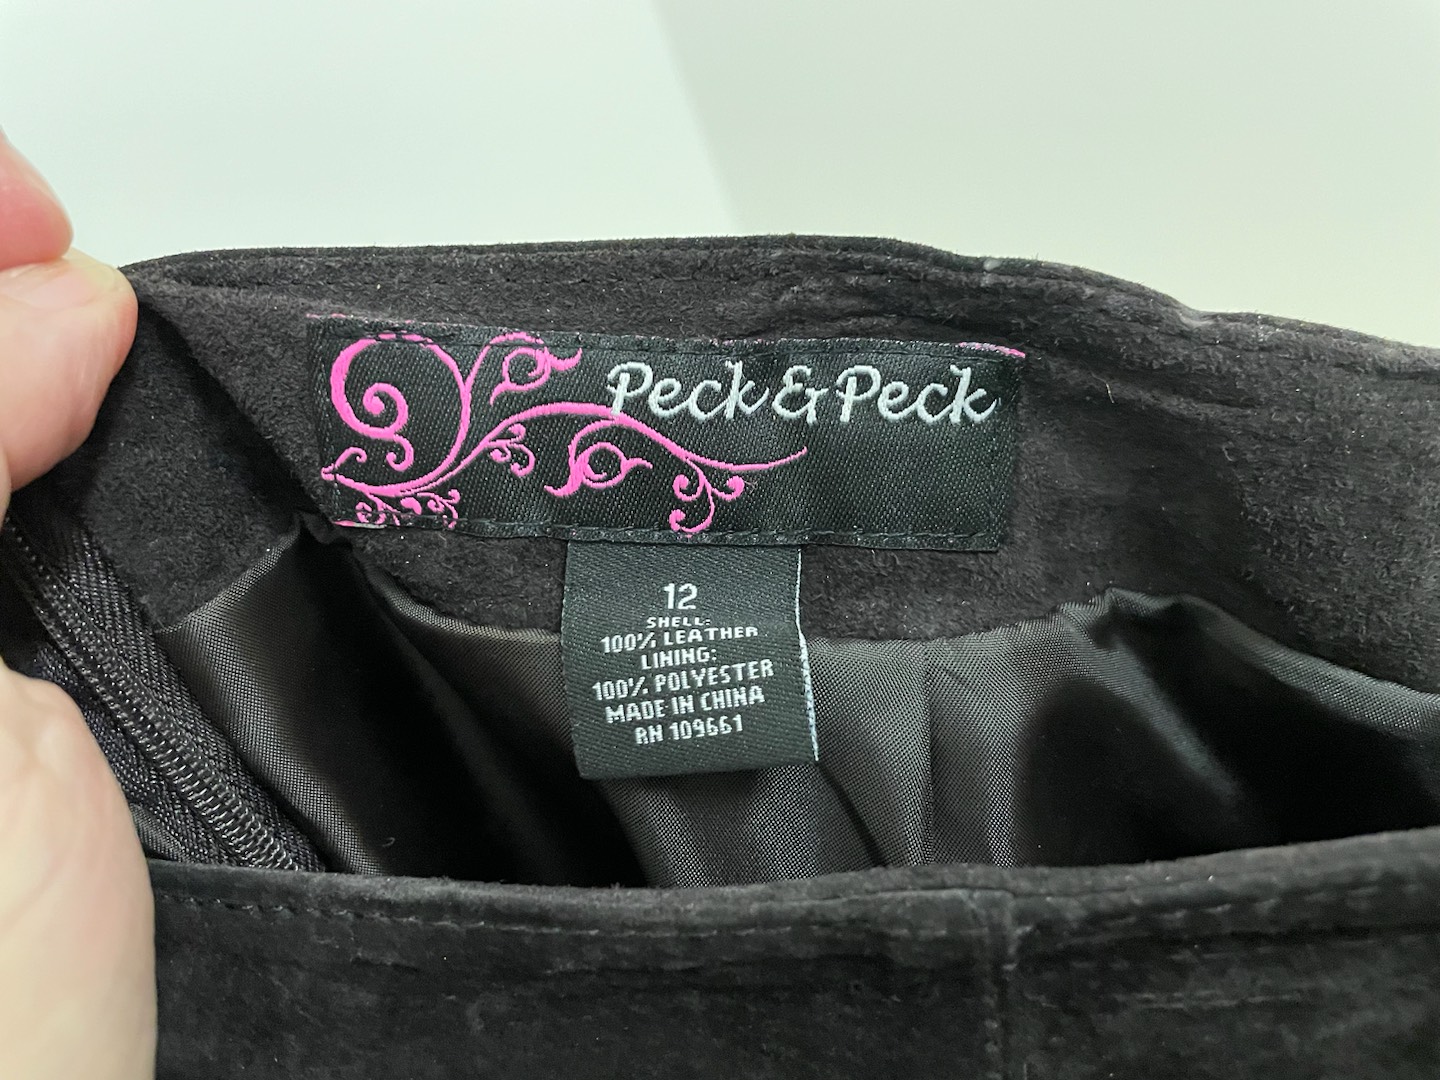 Peck & Peck
12
SHELL:
100% LEATHER
LINING:
100% POLYESTER
MADE IN CHINA
RN 109661